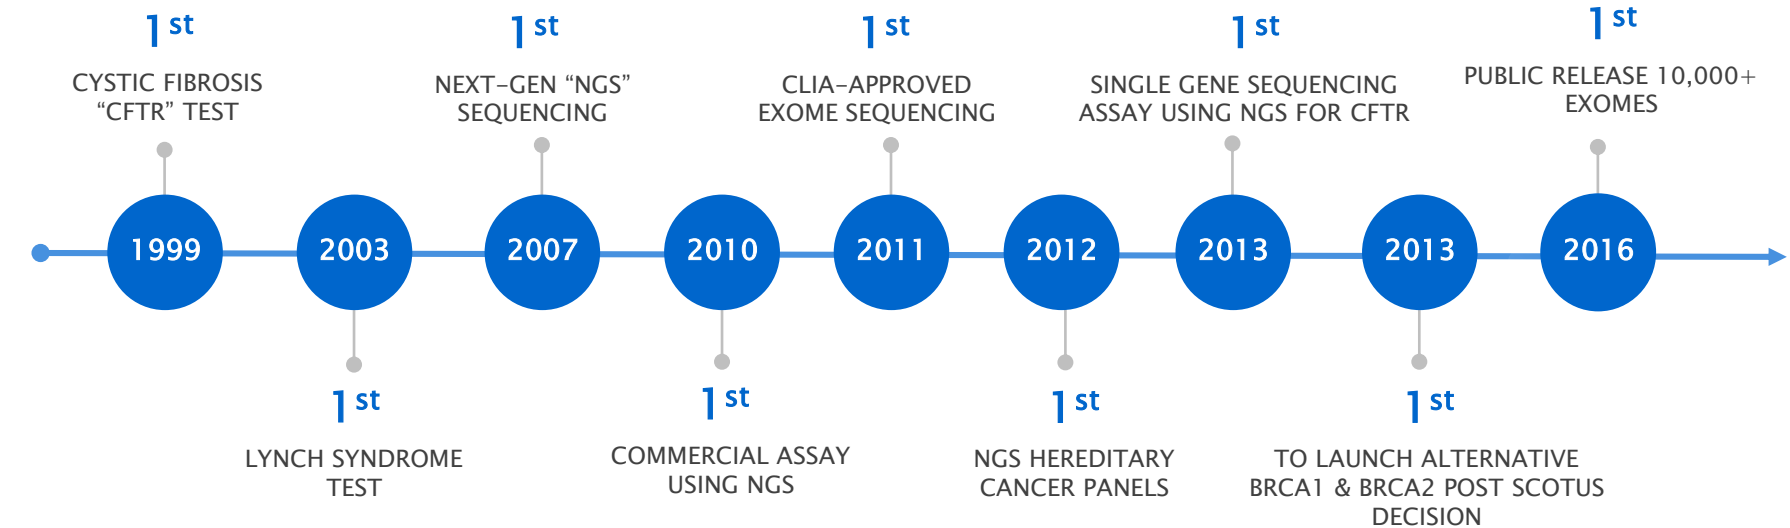 1st
CYSTIC FIBROSIS
“CFTR” TEST
1st
NEXT-GEN “NGS”
SEQUENCING
1st
CLIA-APPROVED
EXOME SEQUENCING
1st
SINGLE GENE SEQUENCING
ASSAY USING NGS FOR CFTR
1st
PUBLIC RELEASE 10,000+
EXOMES
1999
2003
2007
2010
2011
2012
2013
2013
2016
1st
LYNCH SYNDROME
TEST
1st
COMMERCIAL ASSAY
USING NGS
1st
NGS HEREDITARY
CANCER PANELS
1st
TO LAUNCH ALTERNATIVE
BRCA1 & BRCA2 POST SCOTUS
DECISION